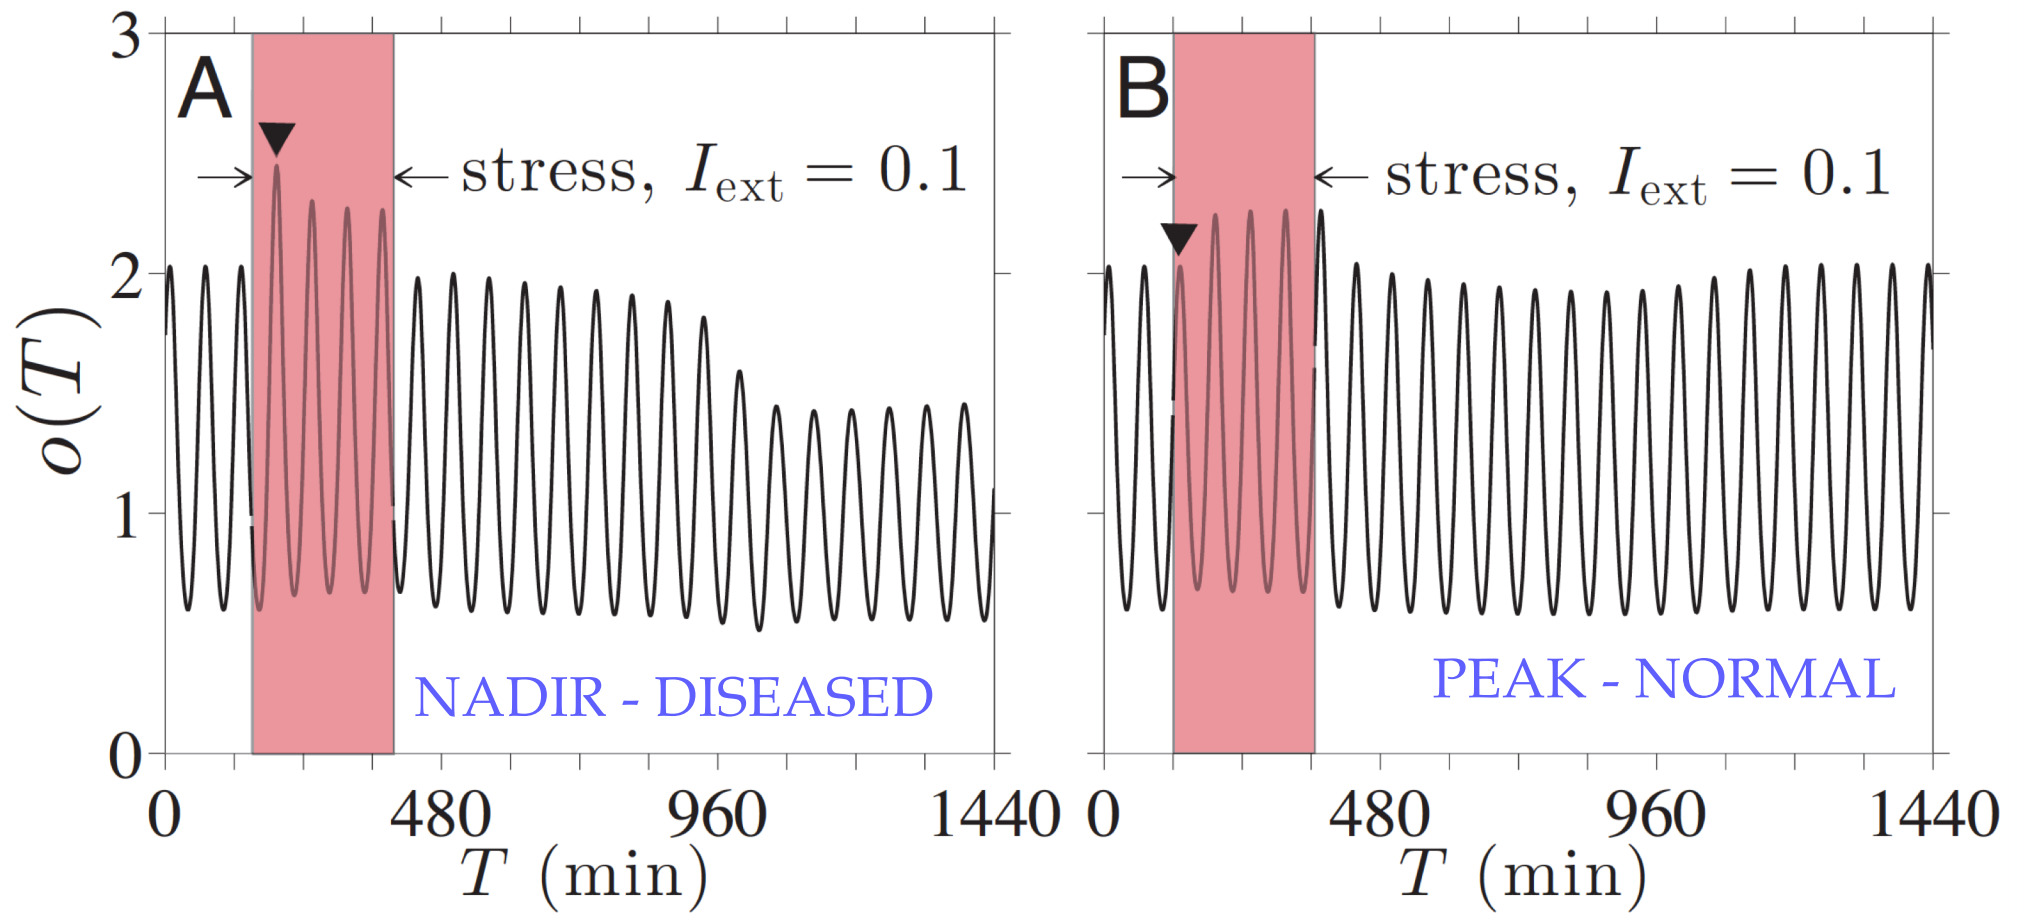 A
B
3
2
1
0
o(T)
stress, I_ext = 0.1
stress, I_ext = 0.1
NADIR - DISEASED
PEAK - NORMAL
0 480 960 1440
0 480 960 1440
T (min)
T (min)